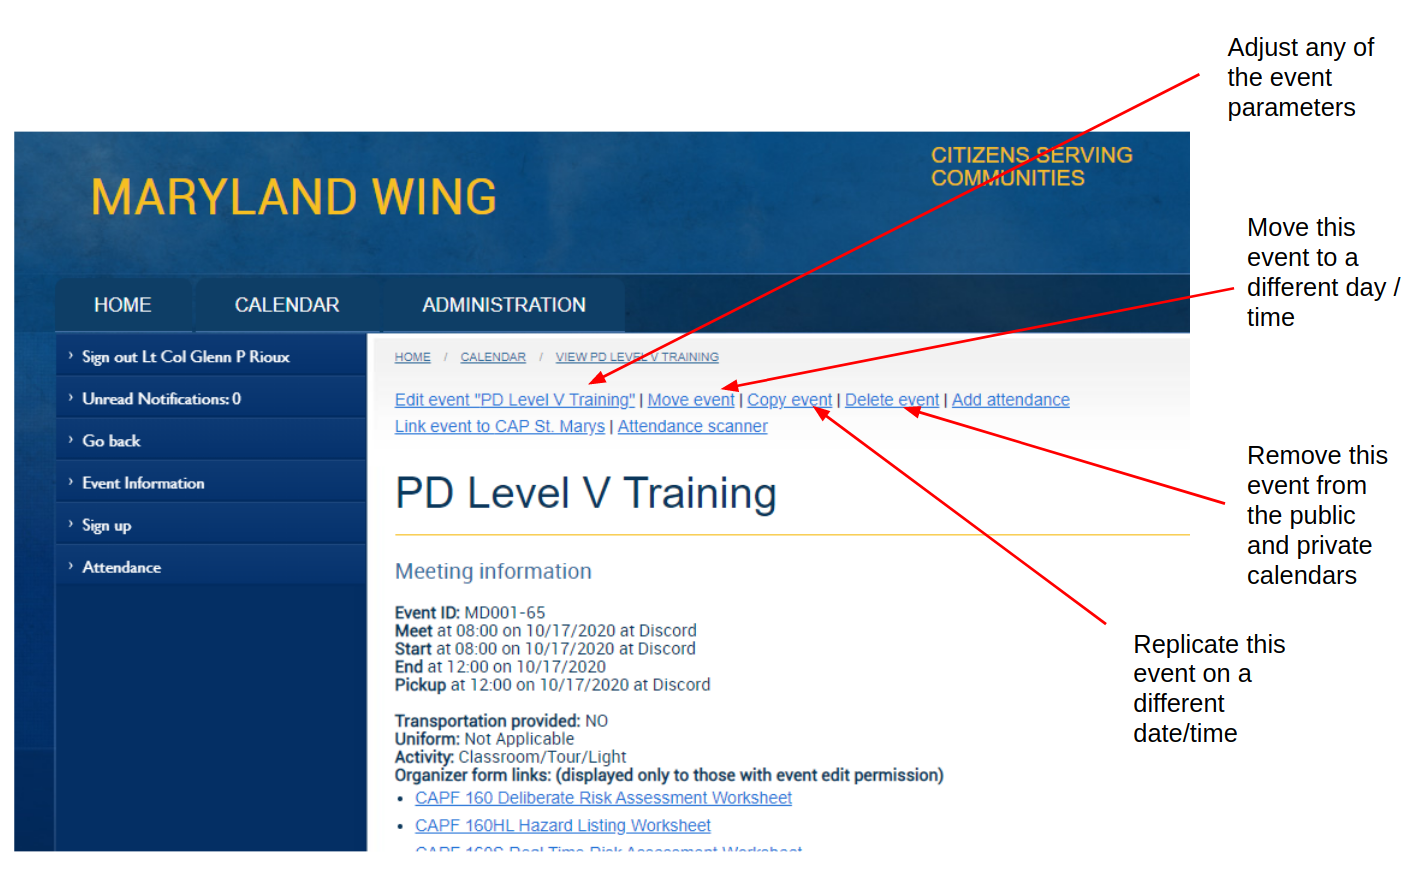 Adjust any of
the event
parameters
CITIZENS SERVING
COMMUNITIES
MARYLAND WING
Move this
event to a
different day /
time
HOME
CALENDAR
ADMINISTRATION
Sign out Lt Col Glenn P Rioux
Unread Notifications: 0
Go back
Event Information
Sign up
Attendance
HOME / CALENDAR / VIEW PD LEVEL V TRAINING
Edit event "PD Level V Training" | Move event | Copy event | Delete event | Add attendance
Link event to CAP St. Marys | Attendance scanner
PD Level V Training
Remove this
event from
the public
and private
calendars
Meeting information
Event ID: MD001-65
Meet at 08:00 on 10/17/2020 at Discord
Start at 08:00 on 10/17/2020 at Discord
End at 12:00 on 10/17/2020
Pickup at 12:00 on 10/17/2020 at Discord
Replicate this
event on a
different
date/time
Transportation provided: NO
Uniform: Not Applicable
Activity: Classroom/Tour/Light
Organizer form links: (displayed only to those with event edit permission)
• CAPF 160 Deliberate Risk Assessment Worksheet
• CAPF 160HL Hazard Listing Worksheet
CAPF 160S Real Time Risk Assessment Worksheet